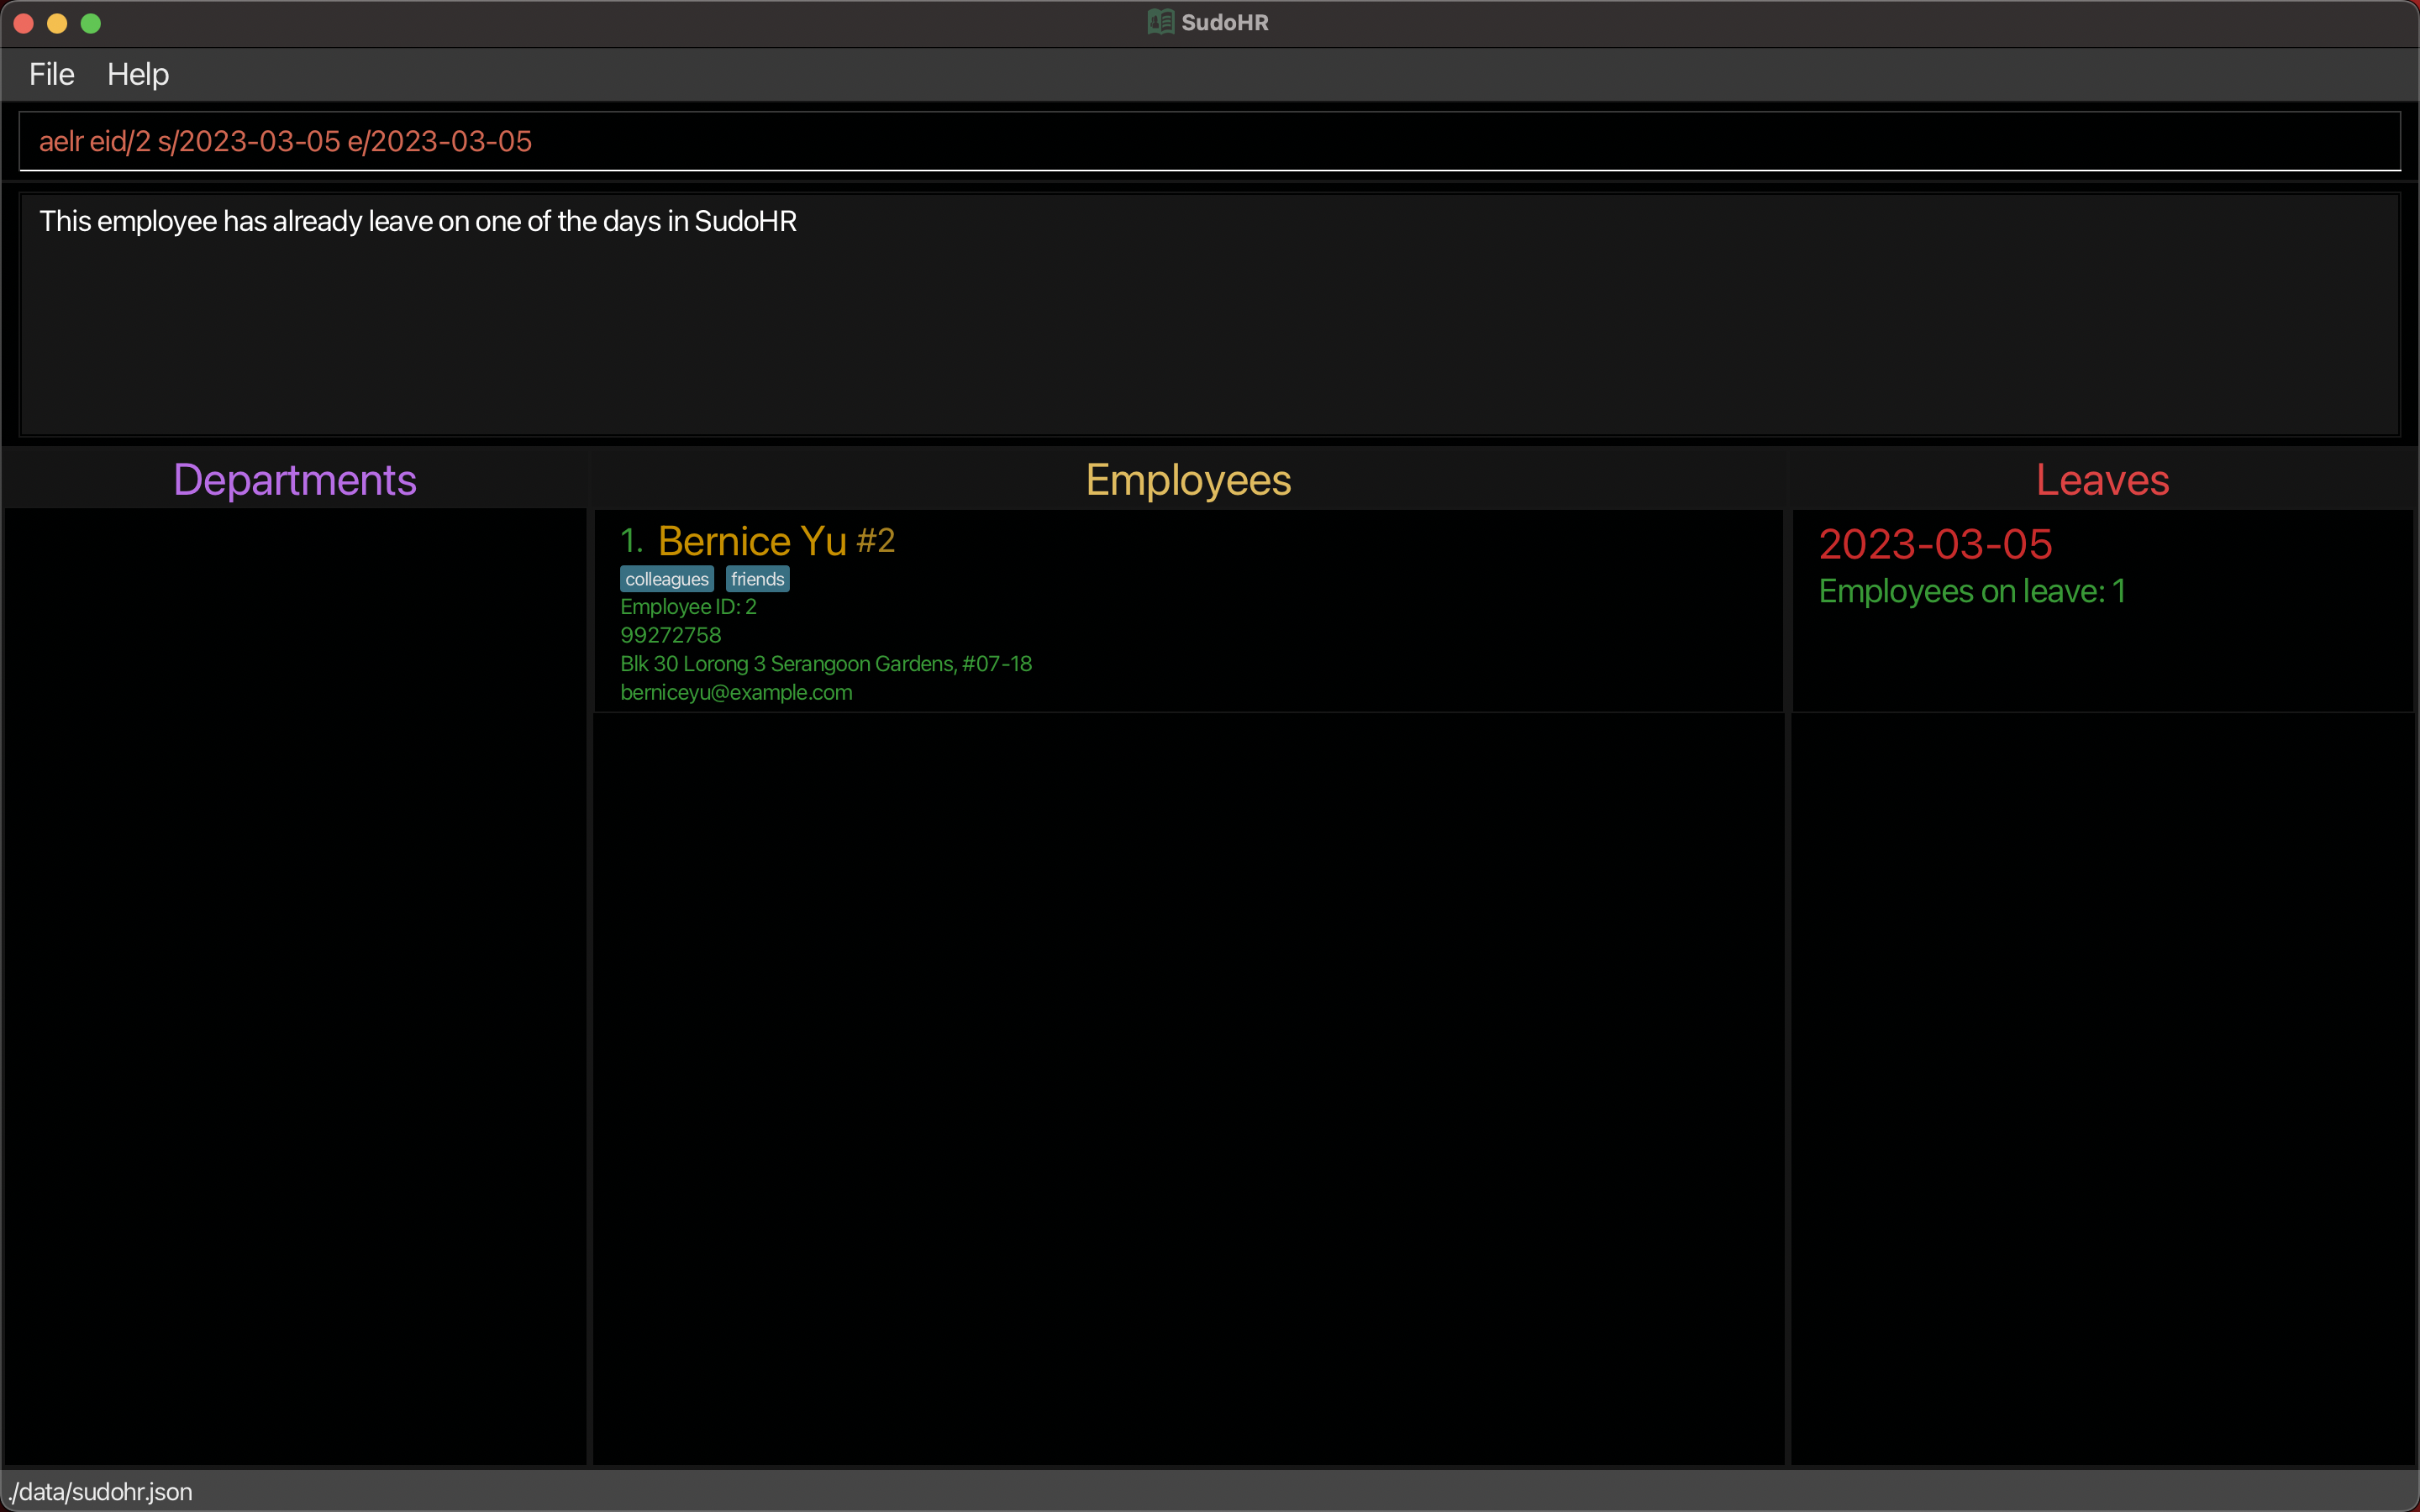 SudoHR
File Help
aelr eid/2 s/2023-03-05 e/2023-03-05
This employee has already leave on one of the days in SudoHR
Departments
Employees
Leaves
1. Bernice Yu #2
colleagues friends
Employee ID: 2
99272758
Blk 30 Lorong 3 Serangoon Gardens, #07-18
berniceyu@example.com
2023-03-05
Employees on leave: 1
./data/sudohr.json